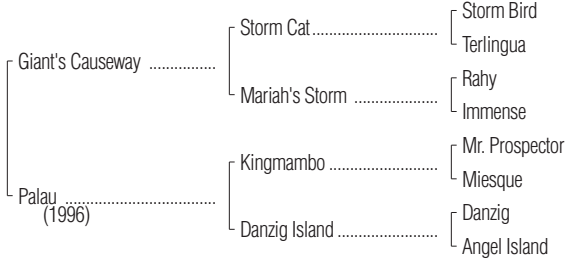 Storm Bird
Storm Cat................................
Terlingua
Giant's Causeway .................
Rahy
Mariah's Storm .....................
Immense
Mr. Prospector
Kingmambo ...........................
Miesque
Palau ......................................
(1996)
Danzig
Danzig Island .........................
Angel Island